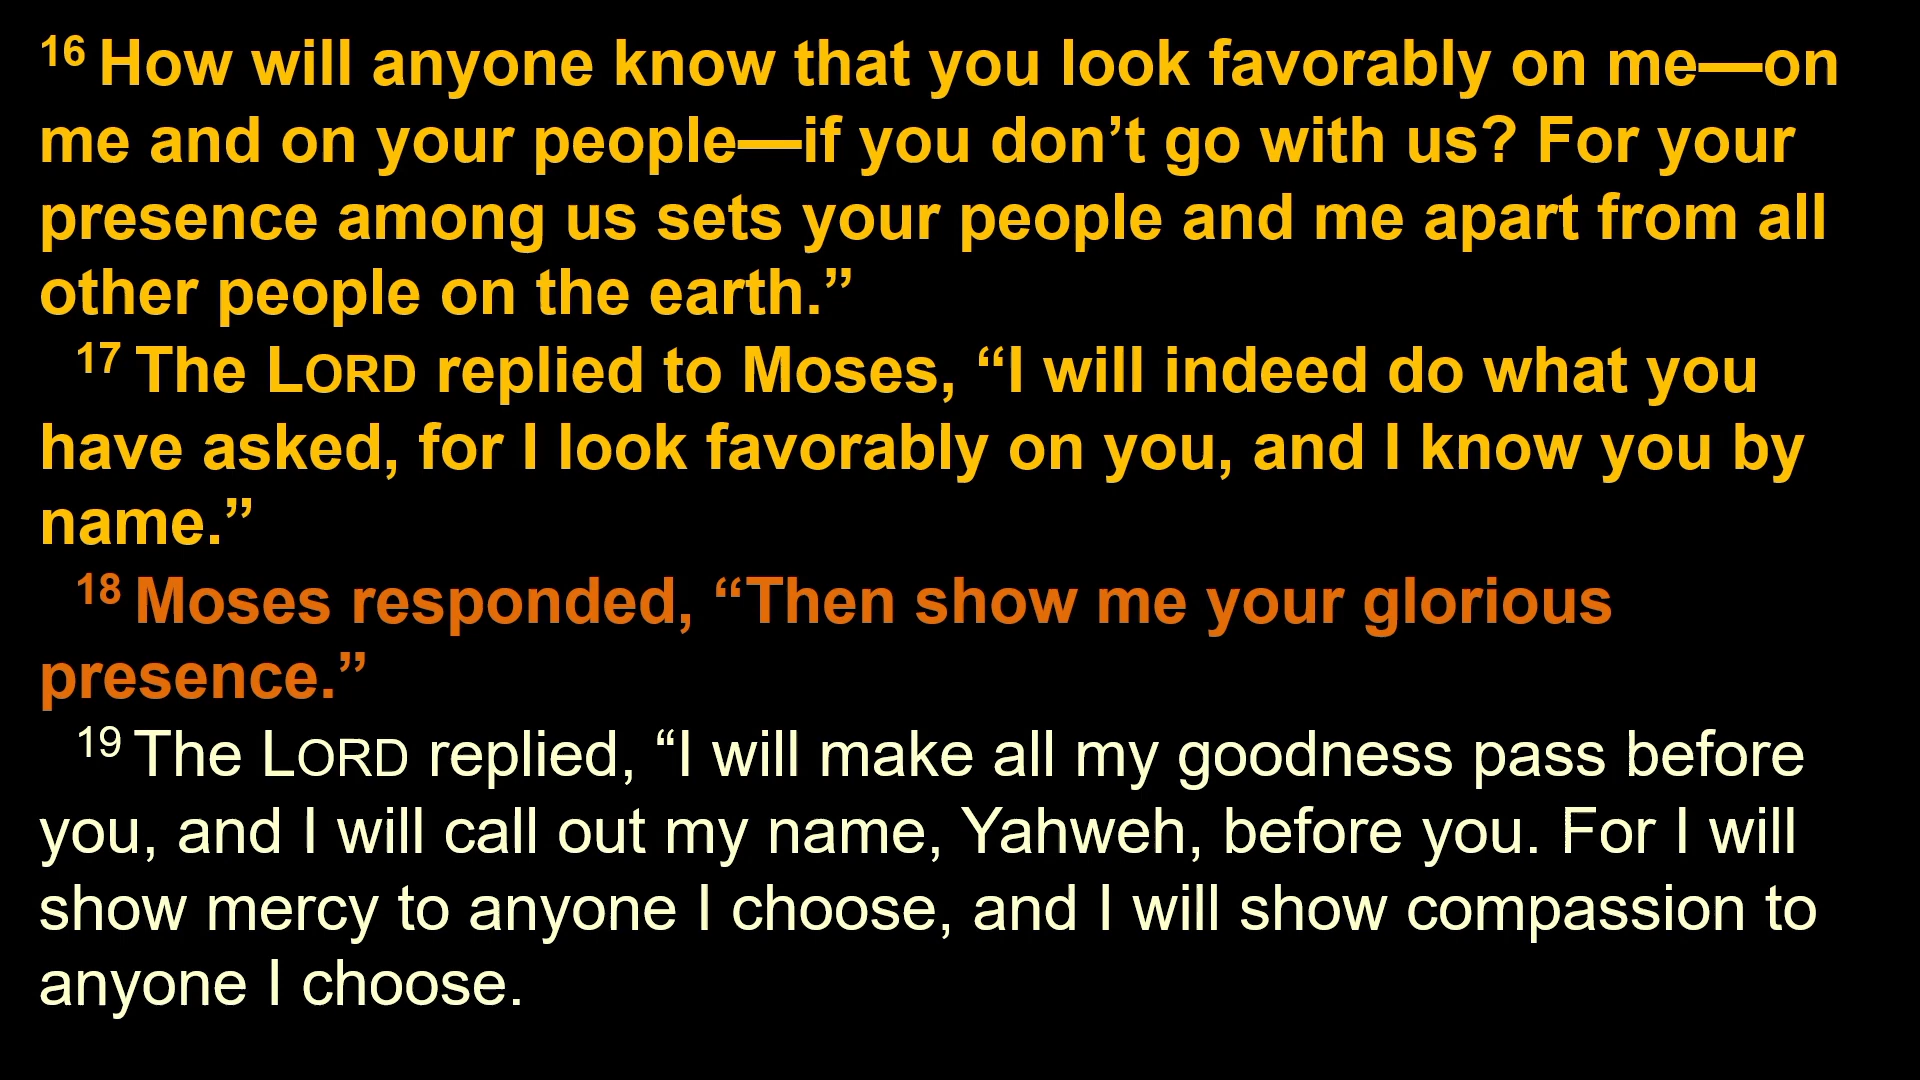 16 How will anyone know that you look favorably on me—on
me and on your people—if you don’t go with us? For your
presence among us sets your people and me apart from all
other people on the earth.”
17 The LORD replied to Moses, “I will indeed do what you
have asked, for I look favorably on you, and I know you by
name.”
18 Moses responded, “Then show me your glorious
presence.”
19 The LORD replied, “I will make all my goodness pass before
you, and I will call out my name, Yahweh, before you. For I will
show mercy to anyone I choose, and I will show compassion to
anyone I choose.